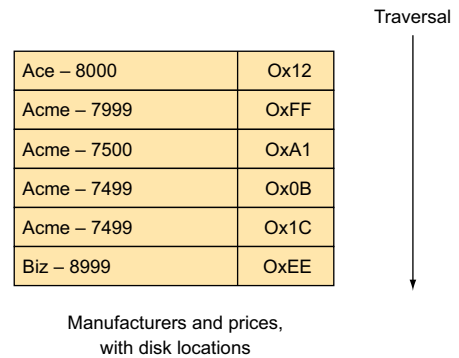 Traversal
Ace – 8000 Ox12
Acme – 7999 OxFF
Acme – 7500 OxA1
Acme – 7499 Ox0B
Acme – 7499 Ox1C
Biz – 8999 OxEE
Manufacturers and prices,
with disk locations